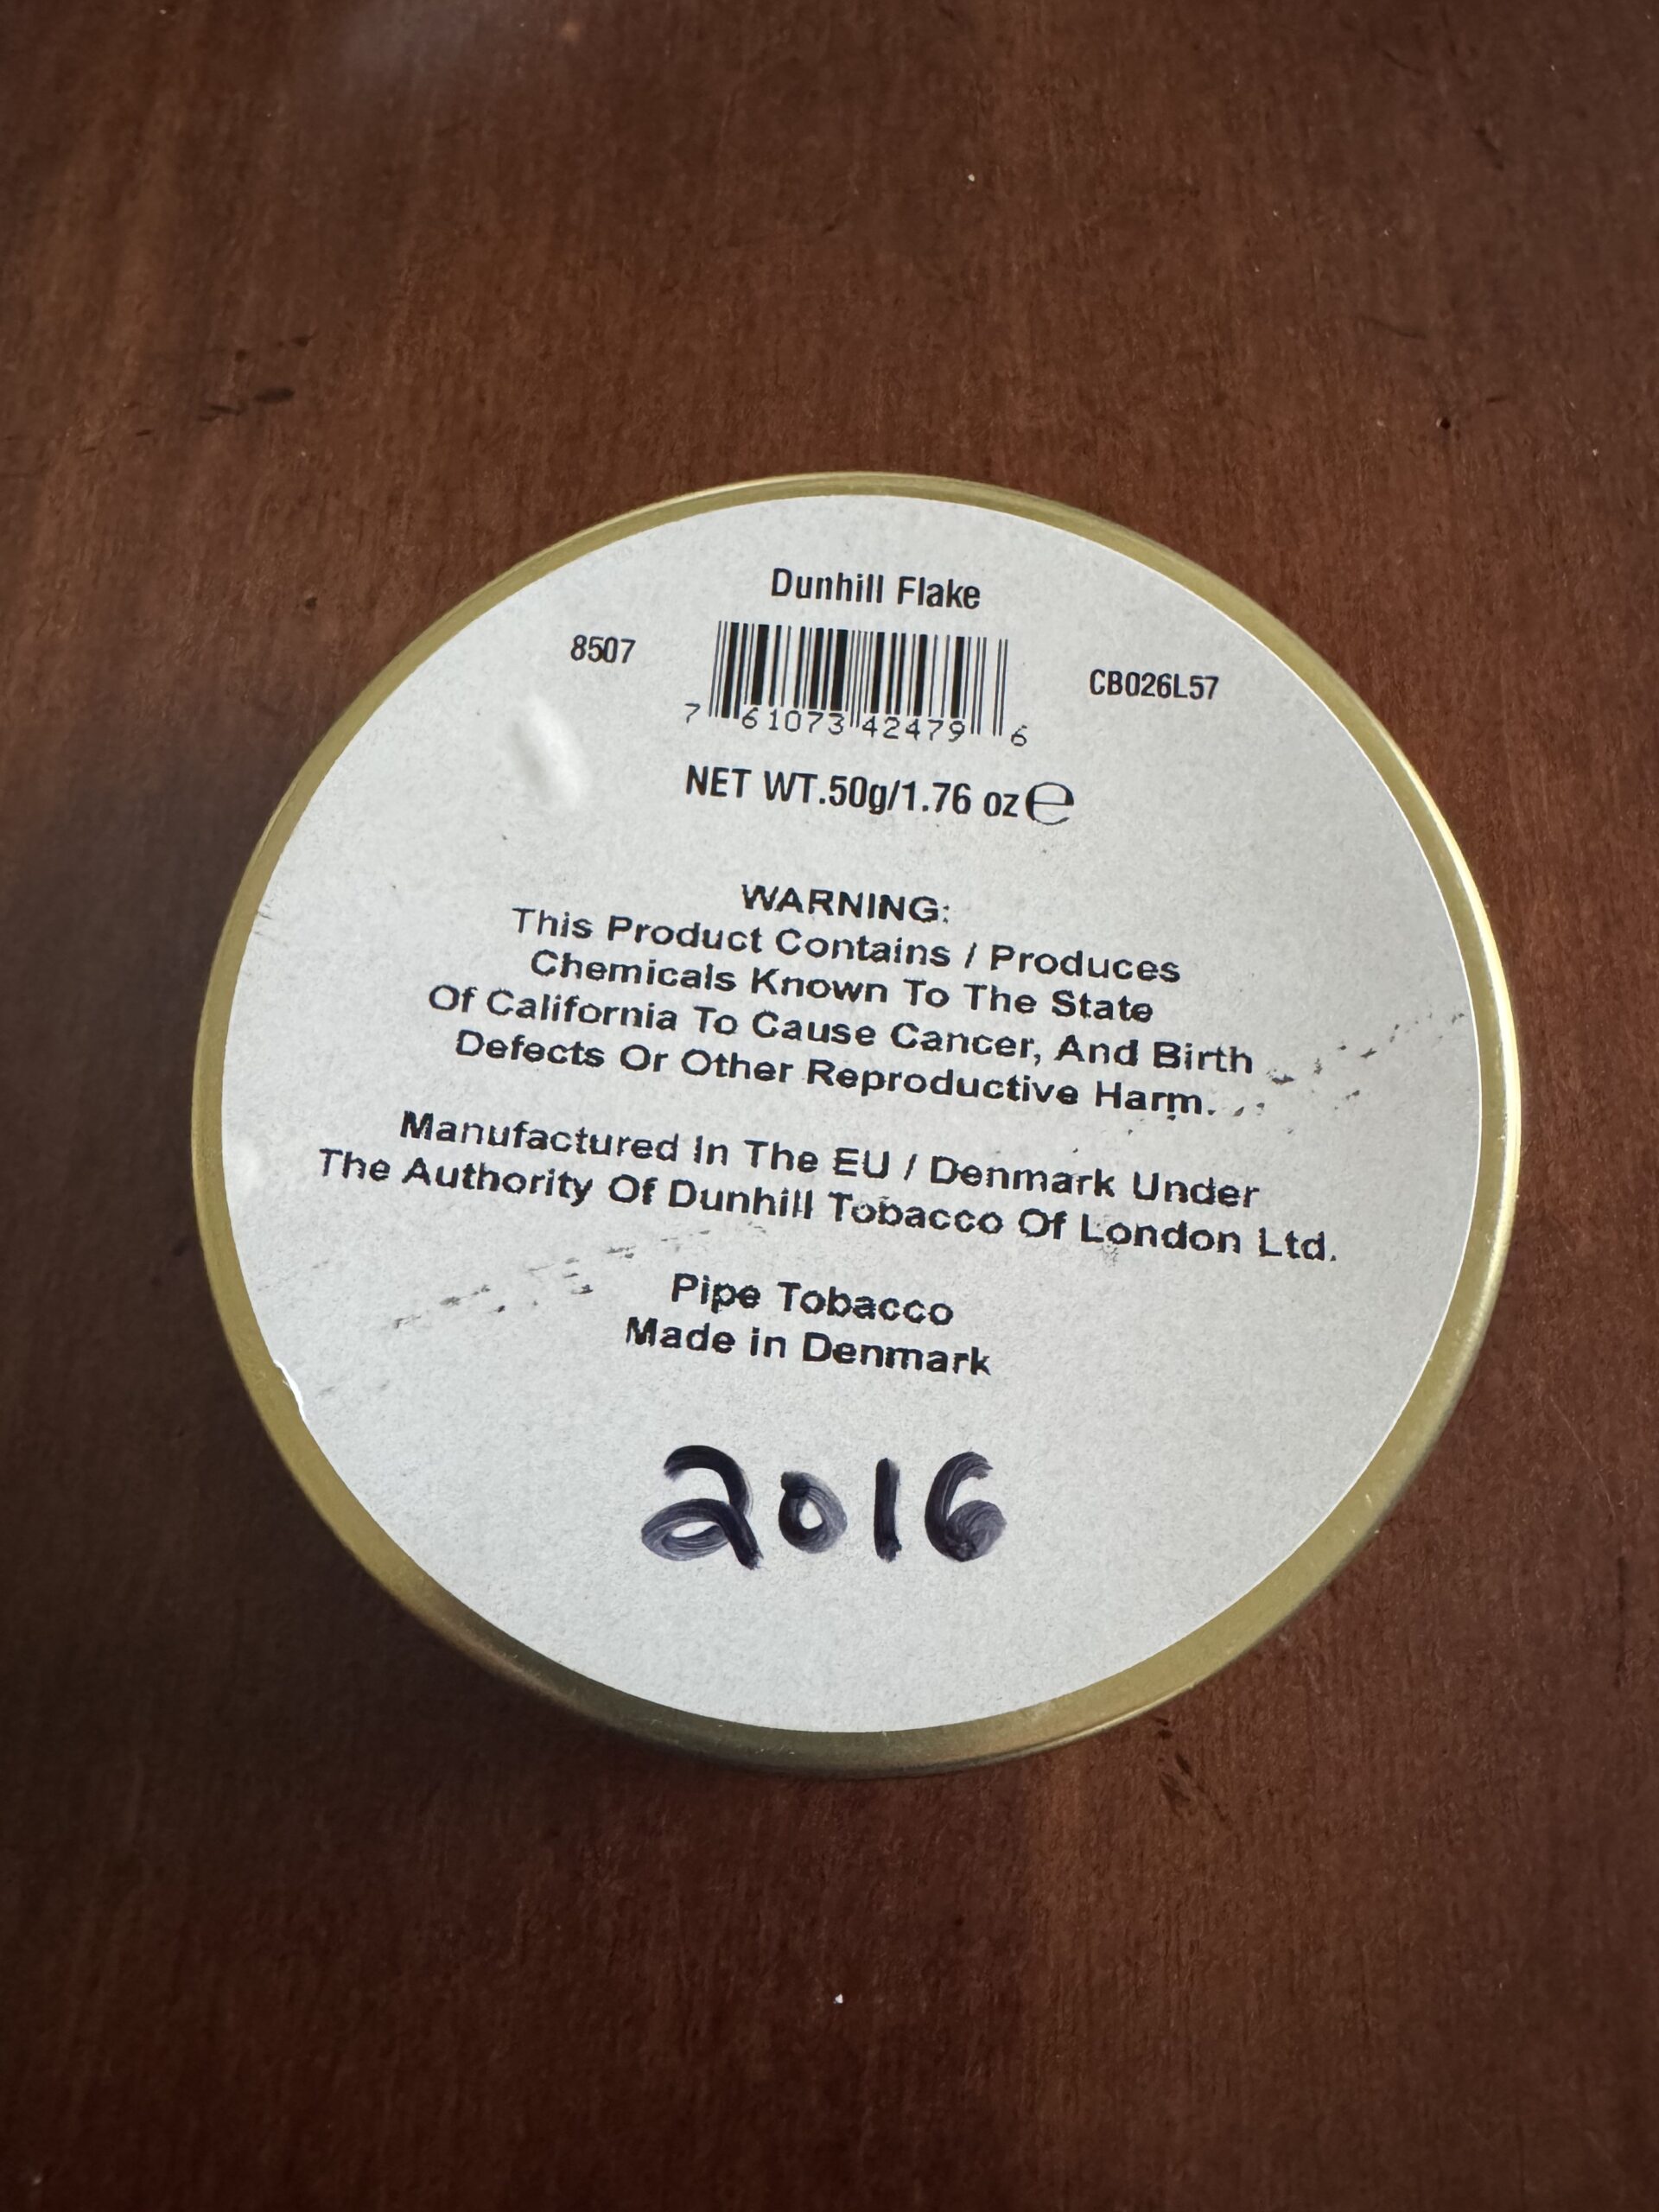 Dunhill Flake
8507
CB026L57
7 61073 42479 6
NET WT.50g/1.76 oz ℮
WARNING:
This Product Contains / Produces
Chemicals Known To The State
Of California To Cause Cancer, And Birth
Defects Or Other Reproductive Harm.
Manufactured In The EU / Denmark Under
The Authority Of Dunhill Tobacco Of London Ltd.
Pipe Tobacco
Made in Denmark
2016